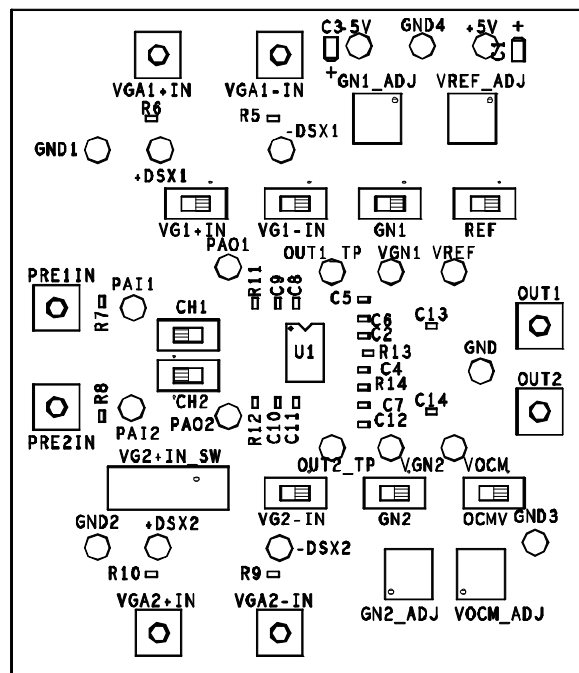 C3 -5V GND4 +5V +
+
VGA1+IN VGA1-IN GN1_ADJ VREF_ADJ
R6 R5
GND1 -DSX1
+DSX1
VG1+IN VG1-IN GN1 REF
PAO1 OUT1_TP VGN1 VREF
PRE1IN PAI1 R11 C9 C8 OUT1
R7 CH1 C5
C6 C13
C2
U1 R13 GND
CH2 C4 OUT2
R8 R14
C7 C14
PRE2IN PAI2 PAO2 R12 C10 C11 C12
VG2+IN_SW OUT2_TP VGN2 VOCM
GND2 +DSX2 VG2-IN GN2 OCMV GND3
-DSX2
R10 R9
VGA2+IN VGA2-IN GN2_ADJ VOCM_ADJ